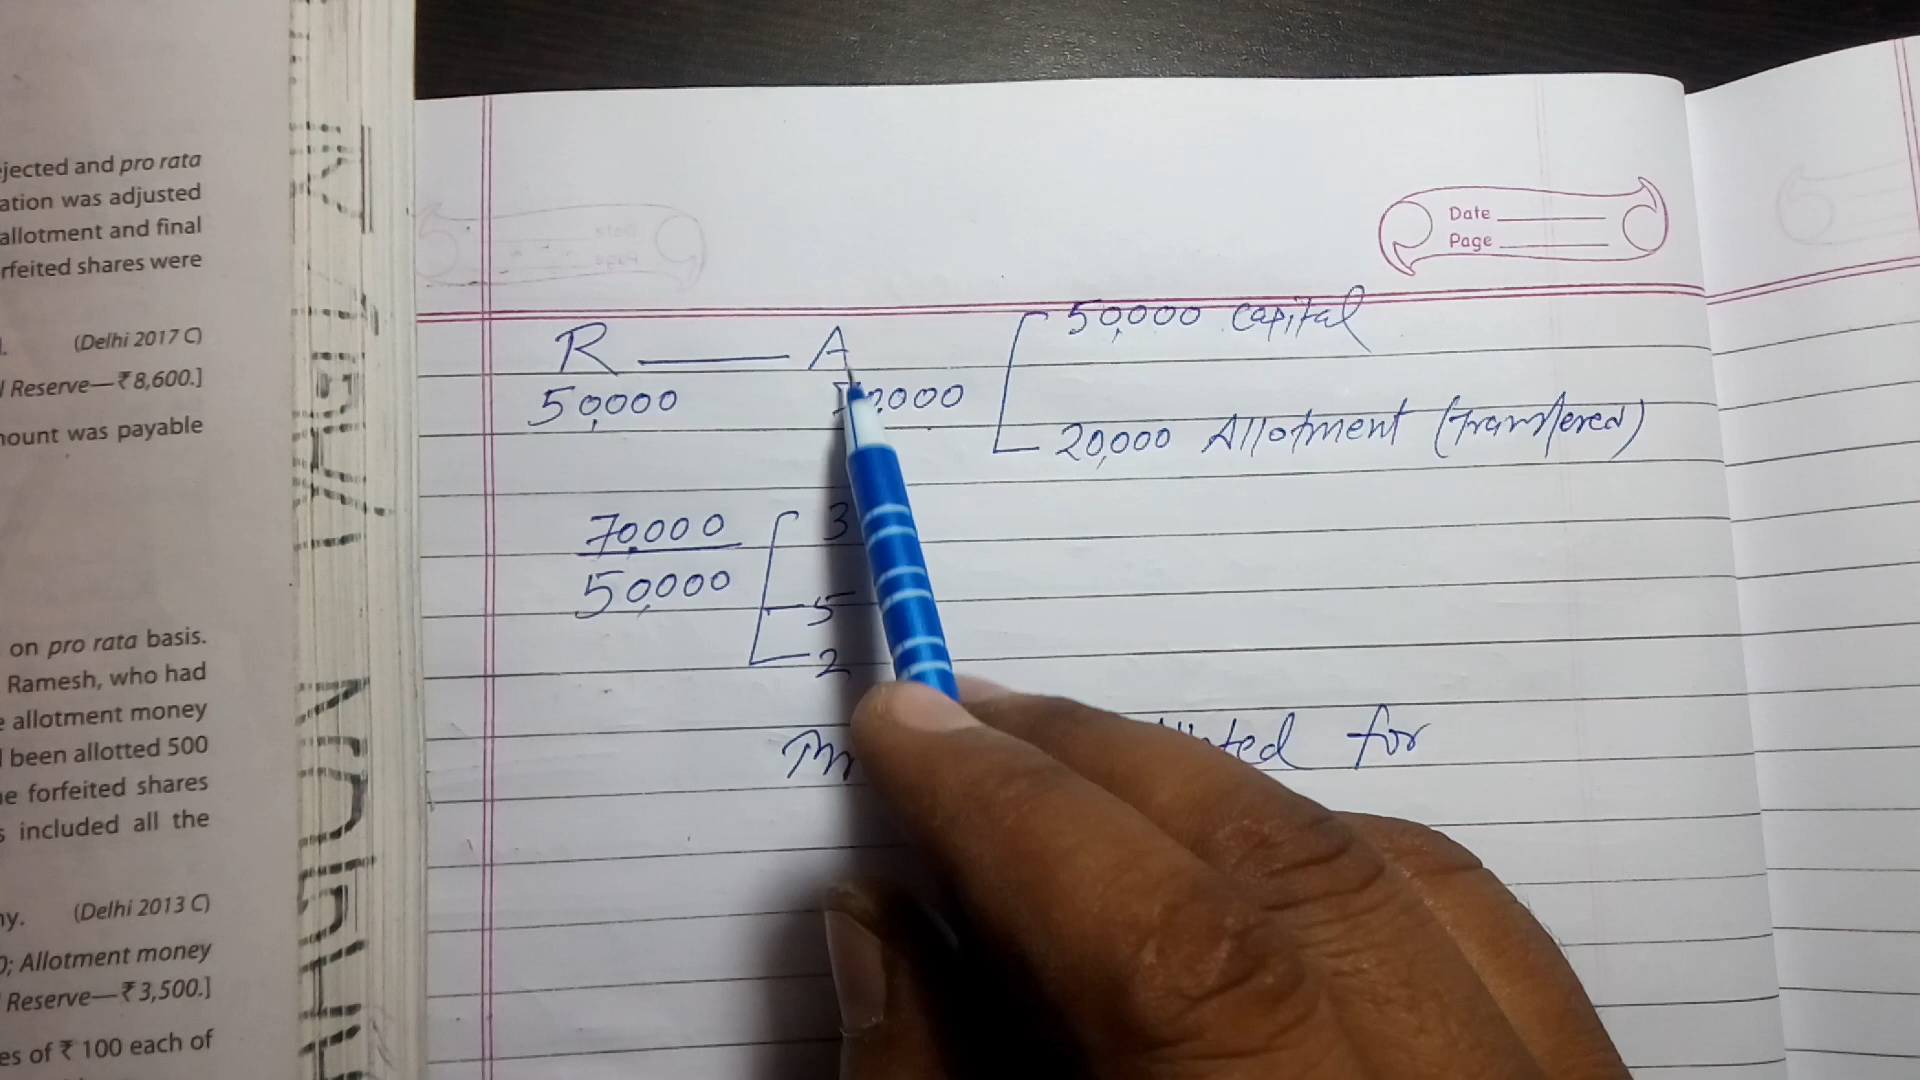 jected and pro rata
ation was adjusted
allotment and final
rfeited shares were
(Delhi 2017 C)
Reserve—₹ 8,600.]
ount was payable
on pro rata basis.
Ramesh, who had
allotment money
been allotted 500
e forfeited shares
included all the
(Delhi 2013 C)
; Allotment money
Reserve—₹ 3,500.]
es of ₹ 100 each of
Date
Page
R — A
50,000
50,000 Capital
20,000 Allotment (Transfered)
70,000
50,000
3
5
2
for